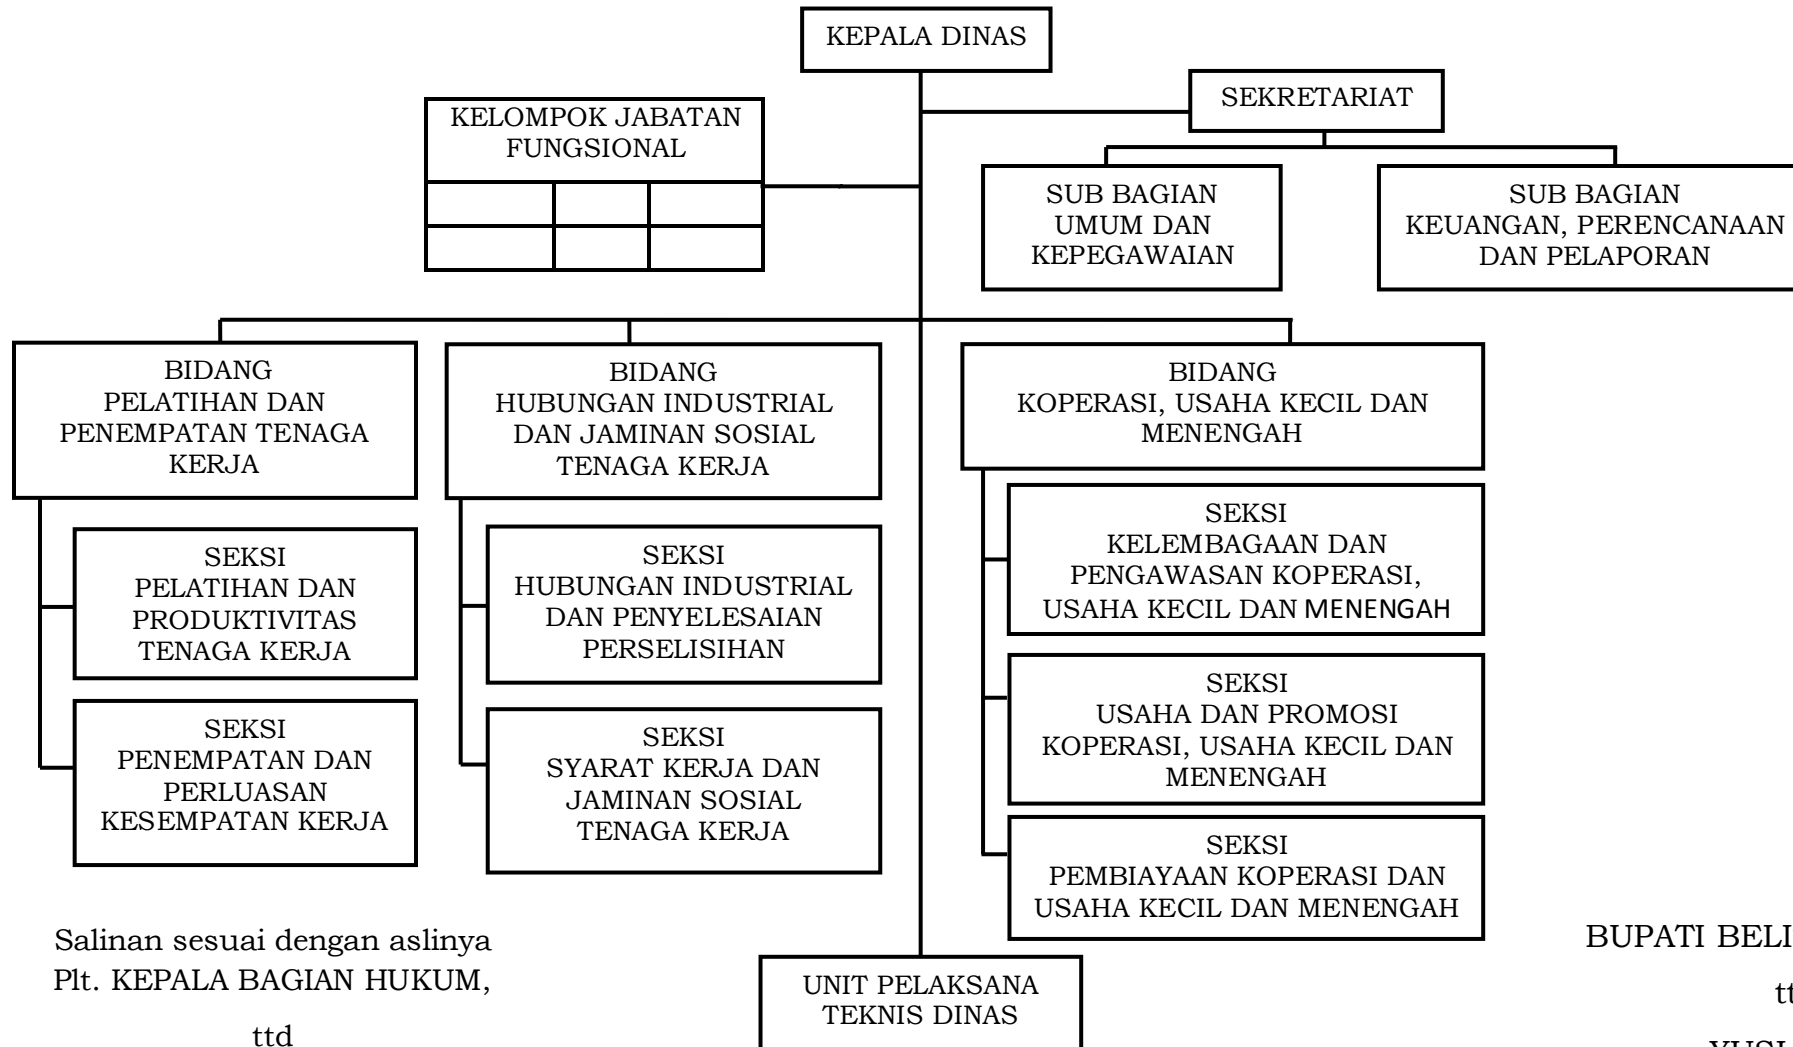 KEPALA DINAS
SEKRETARIAT
KELOMPOK JABATAN
FUNGSIONAL
SUB BAGIAN
UMUM DAN
KEPEGAWAIAN
SUB BAGIAN
KEUANGAN, PERENCANAAN
DAN PELAPORAN
BIDANG
PELATIHAN DAN
PENEMPATAN TENAGA
KERJA
SEKSI
PELATIHAN DAN
PRODUKTIVITAS
TENAGA KERJA
SEKSI
PENEMPATAN DAN
PERLUASAN
KESEMPATAN KERJA
BIDANG
HUBUNGAN INDUSTRIAL
DAN JAMINAN SOSIAL
TENAGA KERJA
SEKSI
HUBUNGAN INDUSTRIAL
DAN PENYELESAIAN
PERSELISIHAN
SEKSI
SYARAT KERJA DAN
JAMINAN SOSIAL
TENAGA KERJA
BIDANG
KOPERASI, USAHA KECIL DAN
MENENGAH
SEKSI
KELEMBAGAAN DAN
PENGAWASAN KOPERASI,
USAHA KECIL DAN MENENGAH
SEKSI
USAHA DAN PROMOSI
KOPERASI, USAHA KECIL DAN
MENENGAH
SEKSI
PEMBIAYAAN KOPERASI DAN
USAHA KECIL DAN MENENGAH
UNIT PELAKSANA
TEKNIS DINAS
Salinan sesuai dengan aslinya
Plt. KEPALA BAGIAN HUKUM,
ttd
BUPATI